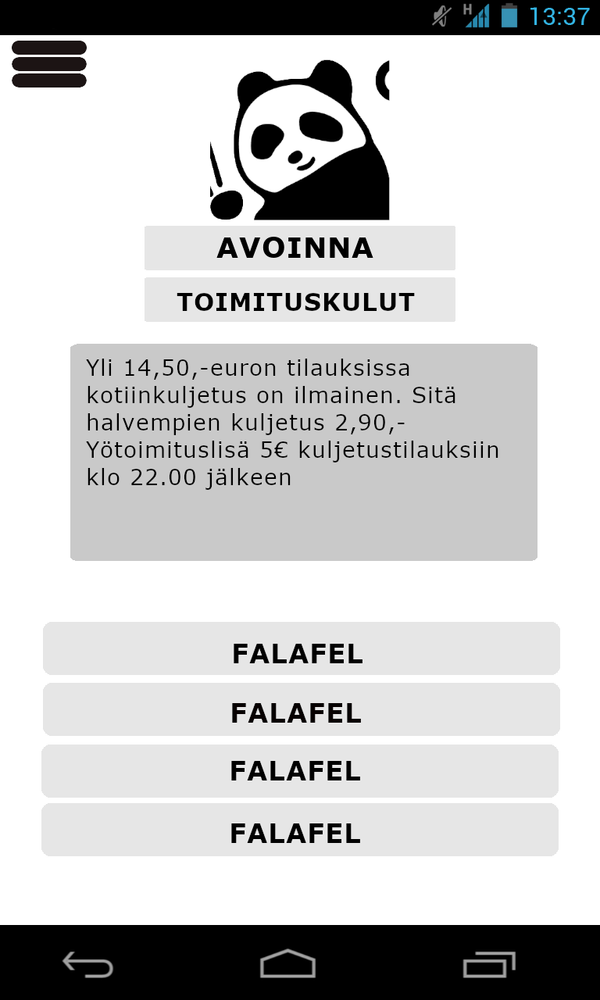 H 13:37
AVOINNA
TOIMITUSKULUT
Yli 14,50,-euron tilauksissa
kotiinkuljetus on ilmainen. Sitä
halvempien kuljetus 2,90,-
Yötoimituslisä 5€ kuljetustilauksiin
klo 22.00 jälkeen
FALAFEL
FALAFEL
FALAFEL
FALAFEL